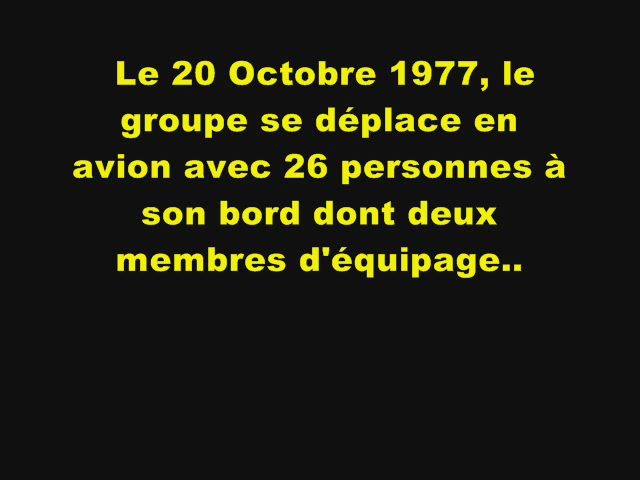 Le 20 Octobre 1977, le
groupe se déplace en
avion avec 26 personnes à
son bord dont deux
membres d'équipage..